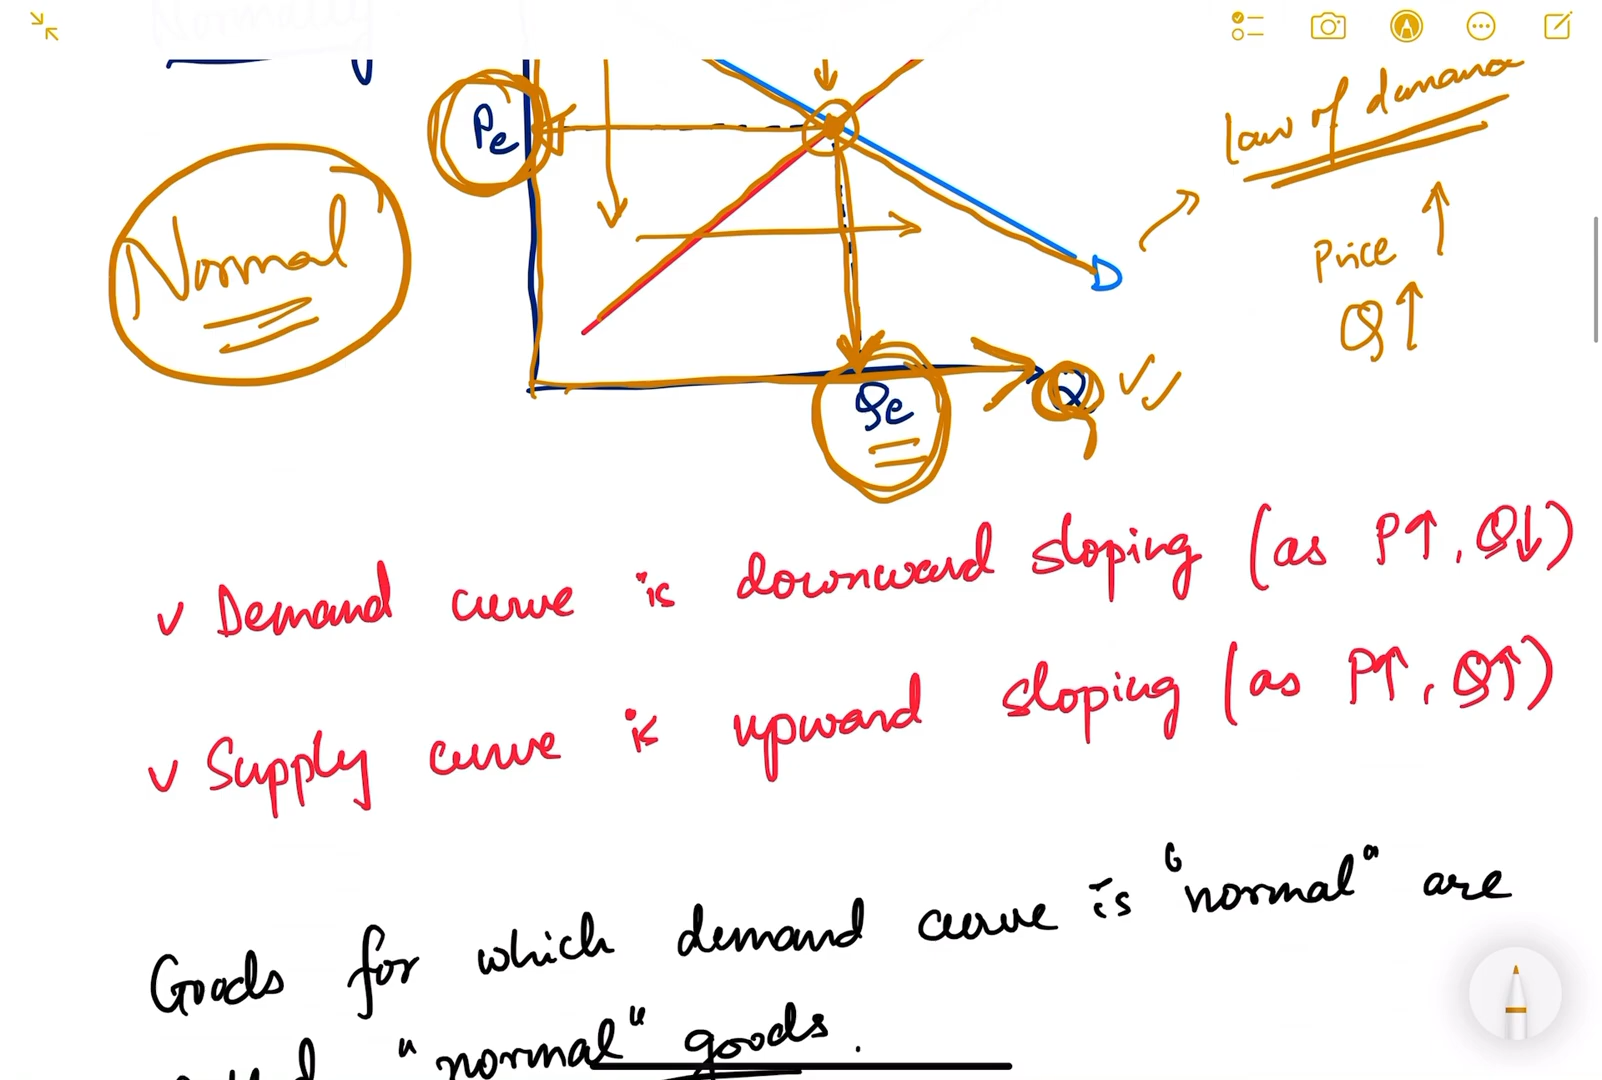 Normally
law of demand
Pe
Normal
D
Price ↑
Q ↑
Qe
Q
✓ Demand curve is downward sloping (as P↑, Q↓)
✓ Supply curve is upward sloping (as P↑, Q↑)
Goods for which demand curve is "normal" are
"normal" goods.